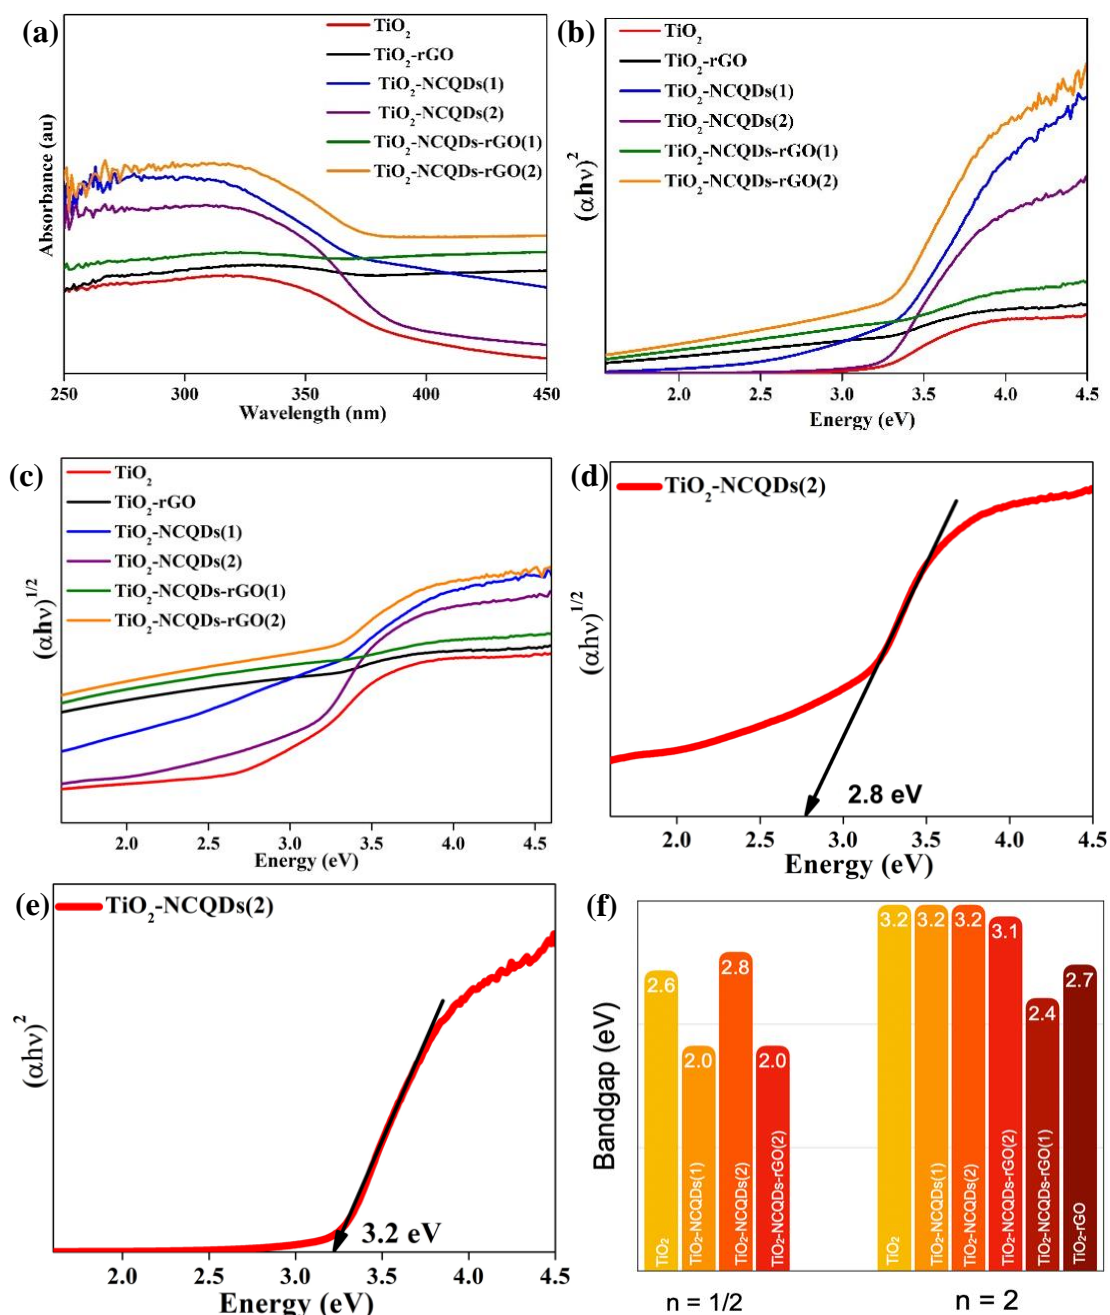 (a)
TiO₂
TiO₂-rGO
TiO₂-NCQDs(1)
TiO₂-NCQDs(2)
TiO₂-NCQDs-rGO(1)
TiO₂-NCQDs-rGO(2)
Absorbance (au)
250 300 350 400 450
Wavelength (nm)
(b)
TiO₂
TiO₂-rGO
TiO₂-NCQDs(1)
TiO₂-NCQDs(2)
TiO₂-NCQDs-rGO(1)
TiO₂-NCQDs-rGO(2)
(αhν)²
2.0 2.5 3.0 3.5 4.0 4.5
Energy (eV)
(c)
TiO₂
TiO₂-rGO
TiO₂-NCQDs(1)
TiO₂-NCQDs(2)
TiO₂-NCQDs-rGO(1)
TiO₂-NCQDs-rGO(2)
(αhν)¹/²
2.0 2.5 3.0 3.5 4.0 4.5
Energy (eV)
(d)
TiO₂-NCQDs(2)
(αhν)¹/²
2.8 eV
2.0 2.5 3.0 3.5 4.0 4.5
Energy (eV)
(e)
TiO₂-NCQDs(2)
(αhν)²
3.2 eV
2.0 2.5 3.0 3.5 4.0 4.5
Energy (eV)
(f)
Bandgap (eV)
2.6 2.0 2.8 2.0 3.2 3.2 3.2 3.1 2.4 2.7
TiO₂
TiO₂-NCQDs(1)
TiO₂-NCQDs(2)
TiO₂-NCQDs-rGO(2)
TiO₂
TiO₂-NCQDs(1)
TiO₂-NCQDs(2)
TiO₂-NCQDs-rGO(2)
TiO₂-NCQDs-rGO(1)
TiO₂-rGO
n = 1/2 n = 2